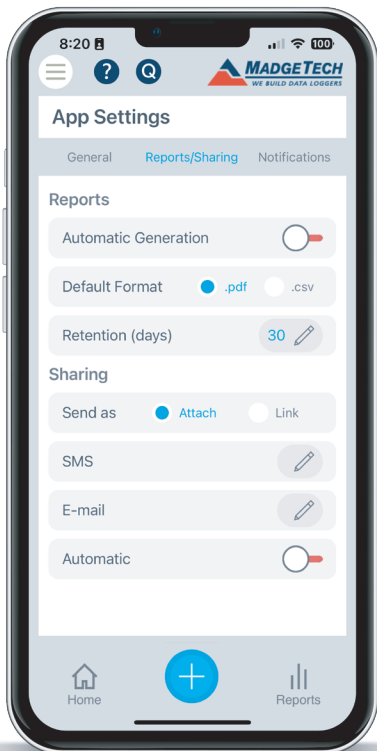 8:20
100
?
Q
MADGETECH
WE BUILD DATA LOGGERS
App Settings
General Reports/Sharing Notifications
Reports
Automatic Generation
Default Format .pdf .csv
Retention (days) 30
Sharing
Send as Attach Link
SMS
E-mail
Automatic
Home Reports